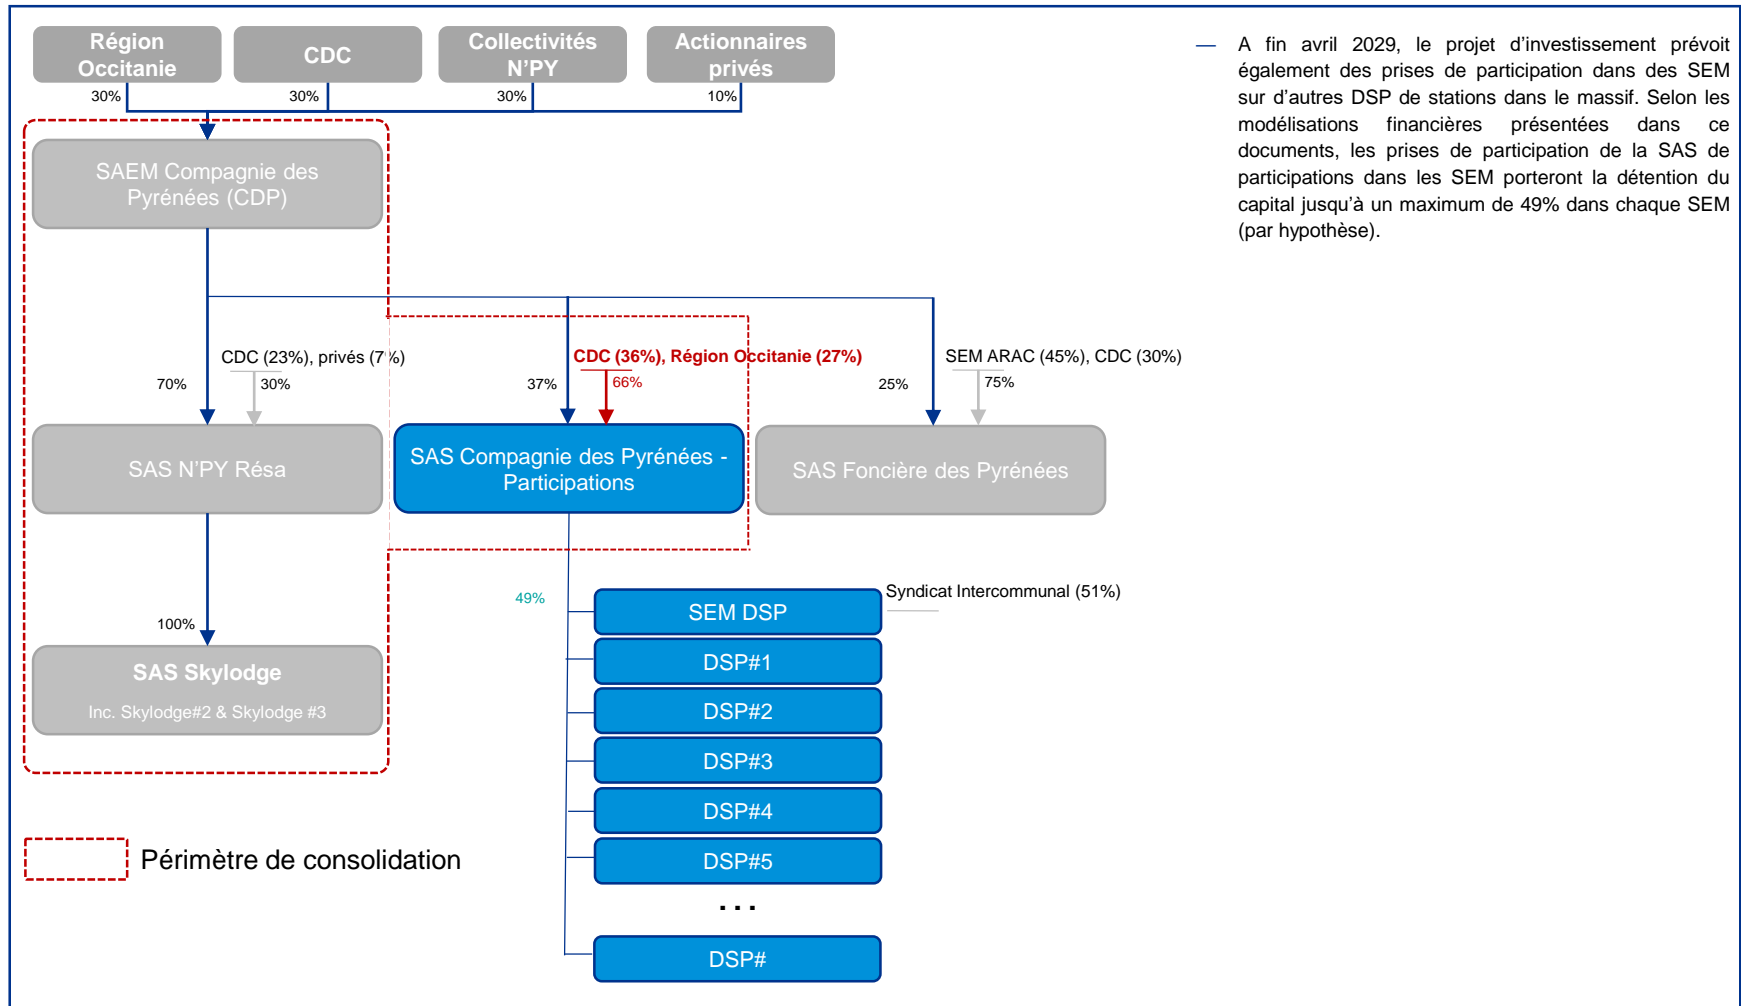 Région
Occitanie
CDC
Collectivités
N'PY
Actionnaires
privés
30%
30%
30%
10%
SAEM Compagnie des
Pyrénées (CDP)
CDC (23%), privés (7%)
70%
30%
CDC (36%), Région Occitanie (27%)
37%
66%
SEM ARAC (45%), CDC (30%)
25%
75%
SAS N'PY Résa
SAS Compagnie des Pyrénées -
Participations
SAS Foncière des Pyrénées
100%
SAS Skylodge
Inc. Skylodge#2 & Skylodge #3
49%
Syndicat Intercommunal (51%)
SEM DSP
DSP#1
DSP#2
DSP#3
DSP#4
DSP#5
...
DSP#
Périmètre de consolidation
— A fin avril 2029, le projet d'investissement prévoit
également des prises de participation dans des SEM
sur d'autres DSP de stations dans le massif. Selon les
modélisations financières présentées dans ce
documents, les prises de participation de la SAS de
participations dans les SEM porteront la détention du
capital jusqu'à un maximum de 49% dans chaque SEM
(par hypothèse).